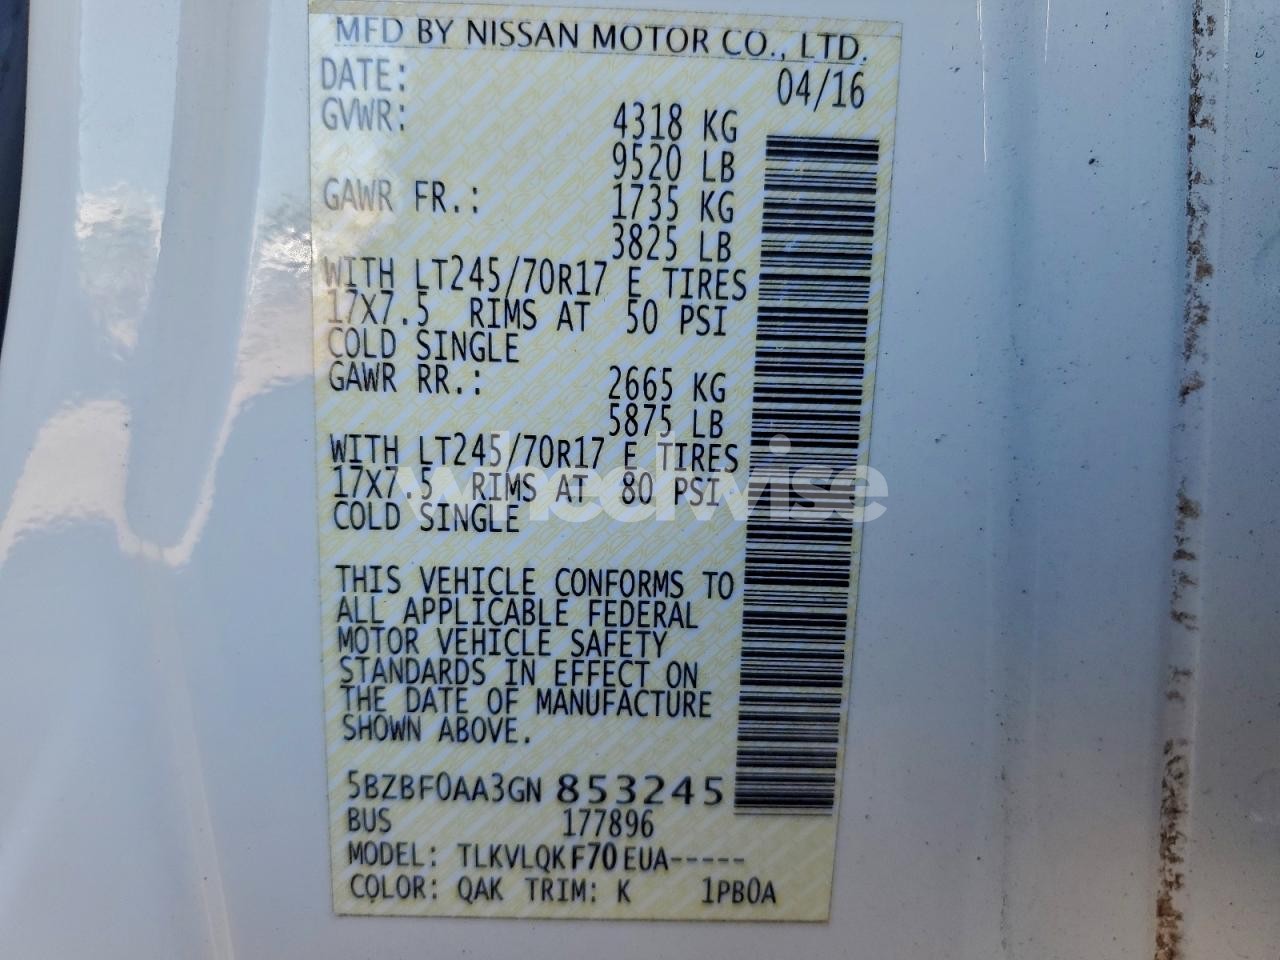 MFD BY NISSAN MOTOR CO., LTD.
DATE: 04/16
GVWR: 4318 KG
9520 LB
GAWR FR.: 1735 KG
3825 LB
WITH LT245/70R17 E TIRES
17X7.5 RIMS AT 50 PSI
COLD SINGLE
GAWR RR.: 2665 KG
5875 LB
WITH LT245/70R17 E TIRES
17X7.5 RIMS AT 80 PSI
COLD SINGLE
wheelwise
THIS VEHICLE CONFORMS TO
ALL APPLICABLE FEDERAL
MOTOR VEHICLE SAFETY
STANDARDS IN EFFECT ON
THE DATE OF MANUFACTURE
SHOWN ABOVE.
5BZBF0AA3GN 853245
BUS 177896
MODEL: TLKVLQK F70 EUA-----
COLOR: QAK TRIM: K 1PB0A